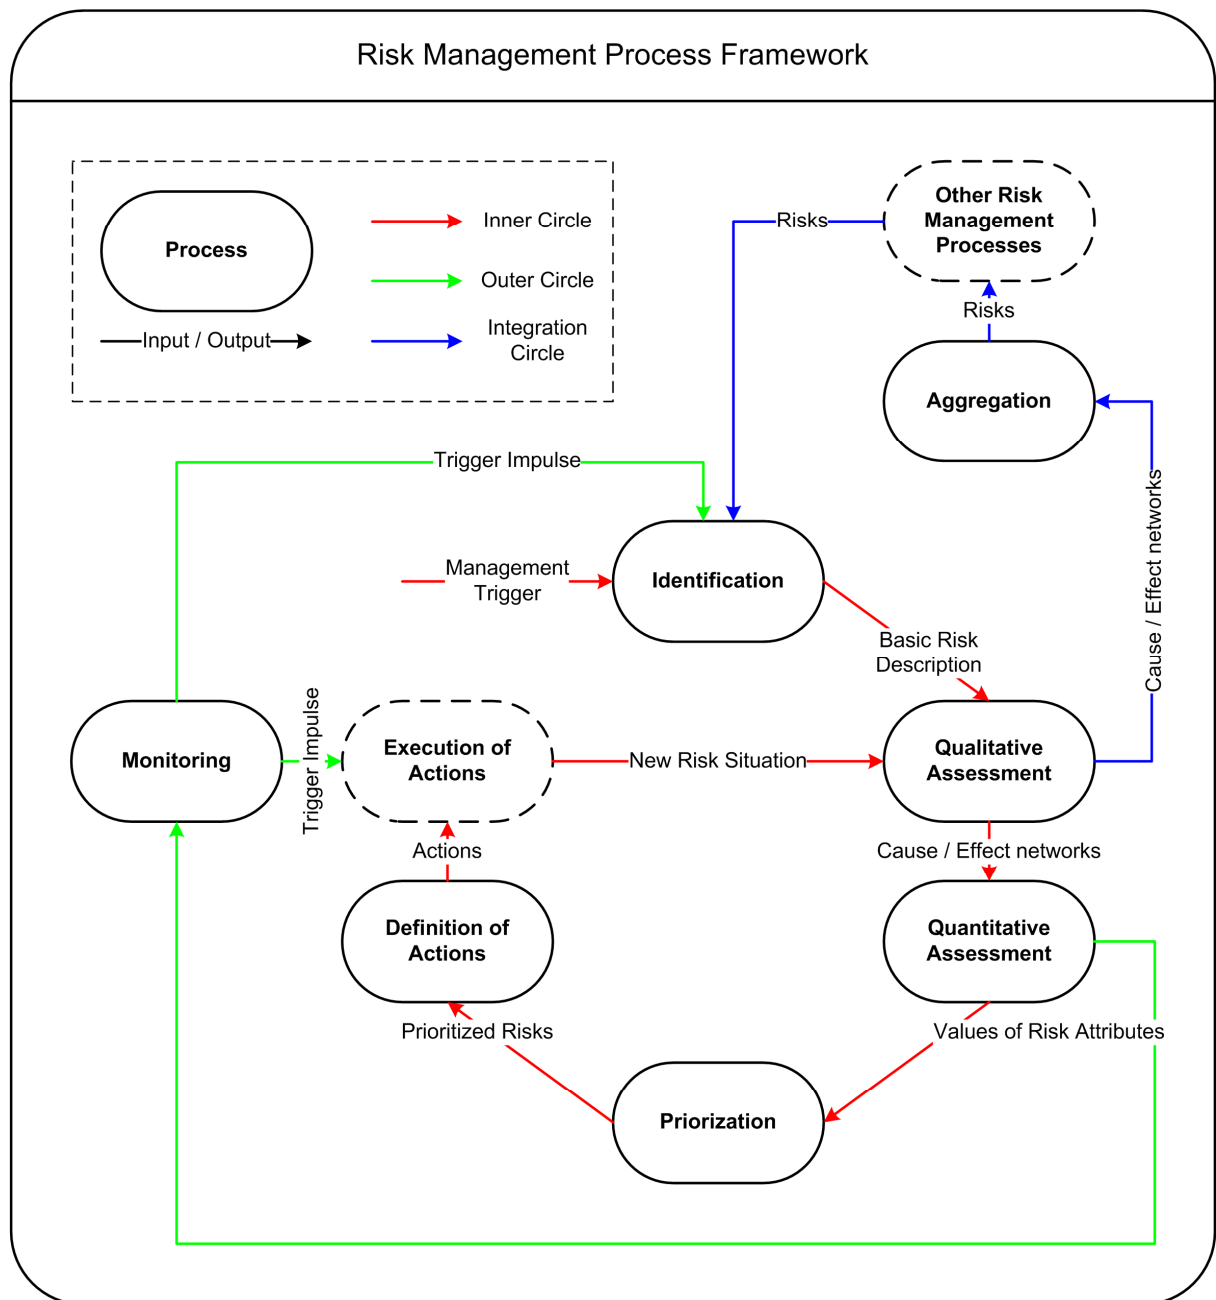 Risk Management Process Framework
Process
Input / Output
Inner Circle
Outer Circle
Integration
Circle
Other Risk
Management
Processes
Risks
Risks
Aggregation
Trigger Impulse
Cause / Effect networks
Management
Trigger
Identification
Basic Risk
Description
Monitoring
Trigger Impulse
Execution of
Actions
New Risk Situation
Qualitative
Assessment
Actions
Cause / Effect networks
Definition of
Actions
Quantitative
Assessment
Prioritized Risks
Values of Risk Attributes
Priorization